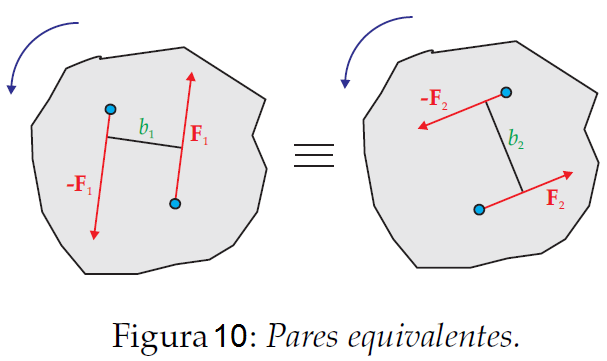 -F₁
b₁
F₁
-F₂
b₂
F₂
Figura 10: Pares equivalentes.